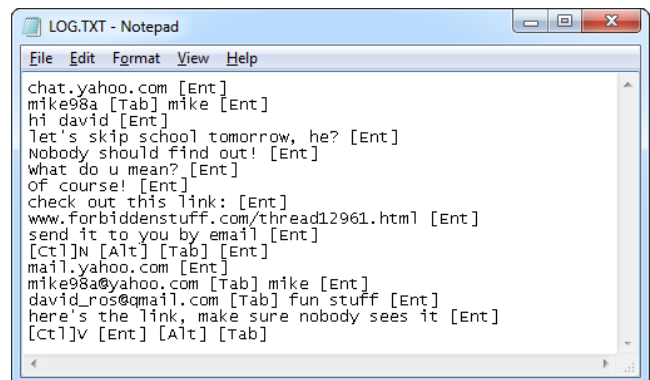 LOG.TXT - Notepad
File Edit Format View Help
chat.yahoo.com [Ent]
mike98a [Tab] mike [Ent]
hi david [Ent]
let's skip school tomorrow, he? [Ent]
Nobody should find out! [Ent]
What do u mean? [Ent]
Of course! [Ent]
check out this link: [Ent]
www.forbiddenstuff.com/thread12961.html [Ent]
send it to you by email [Ent]
[Ctl]N [Alt] [Tab] [Ent]
mail.yahoo.com [Ent]
mike98a@yahoo.com [Tab] mike [Ent]
david_ros@qmail.com [Tab] fun stuff [Ent]
here's the link, make sure nobody sees it [Ent]
[Ctl]V [Ent] [Alt] [Tab]